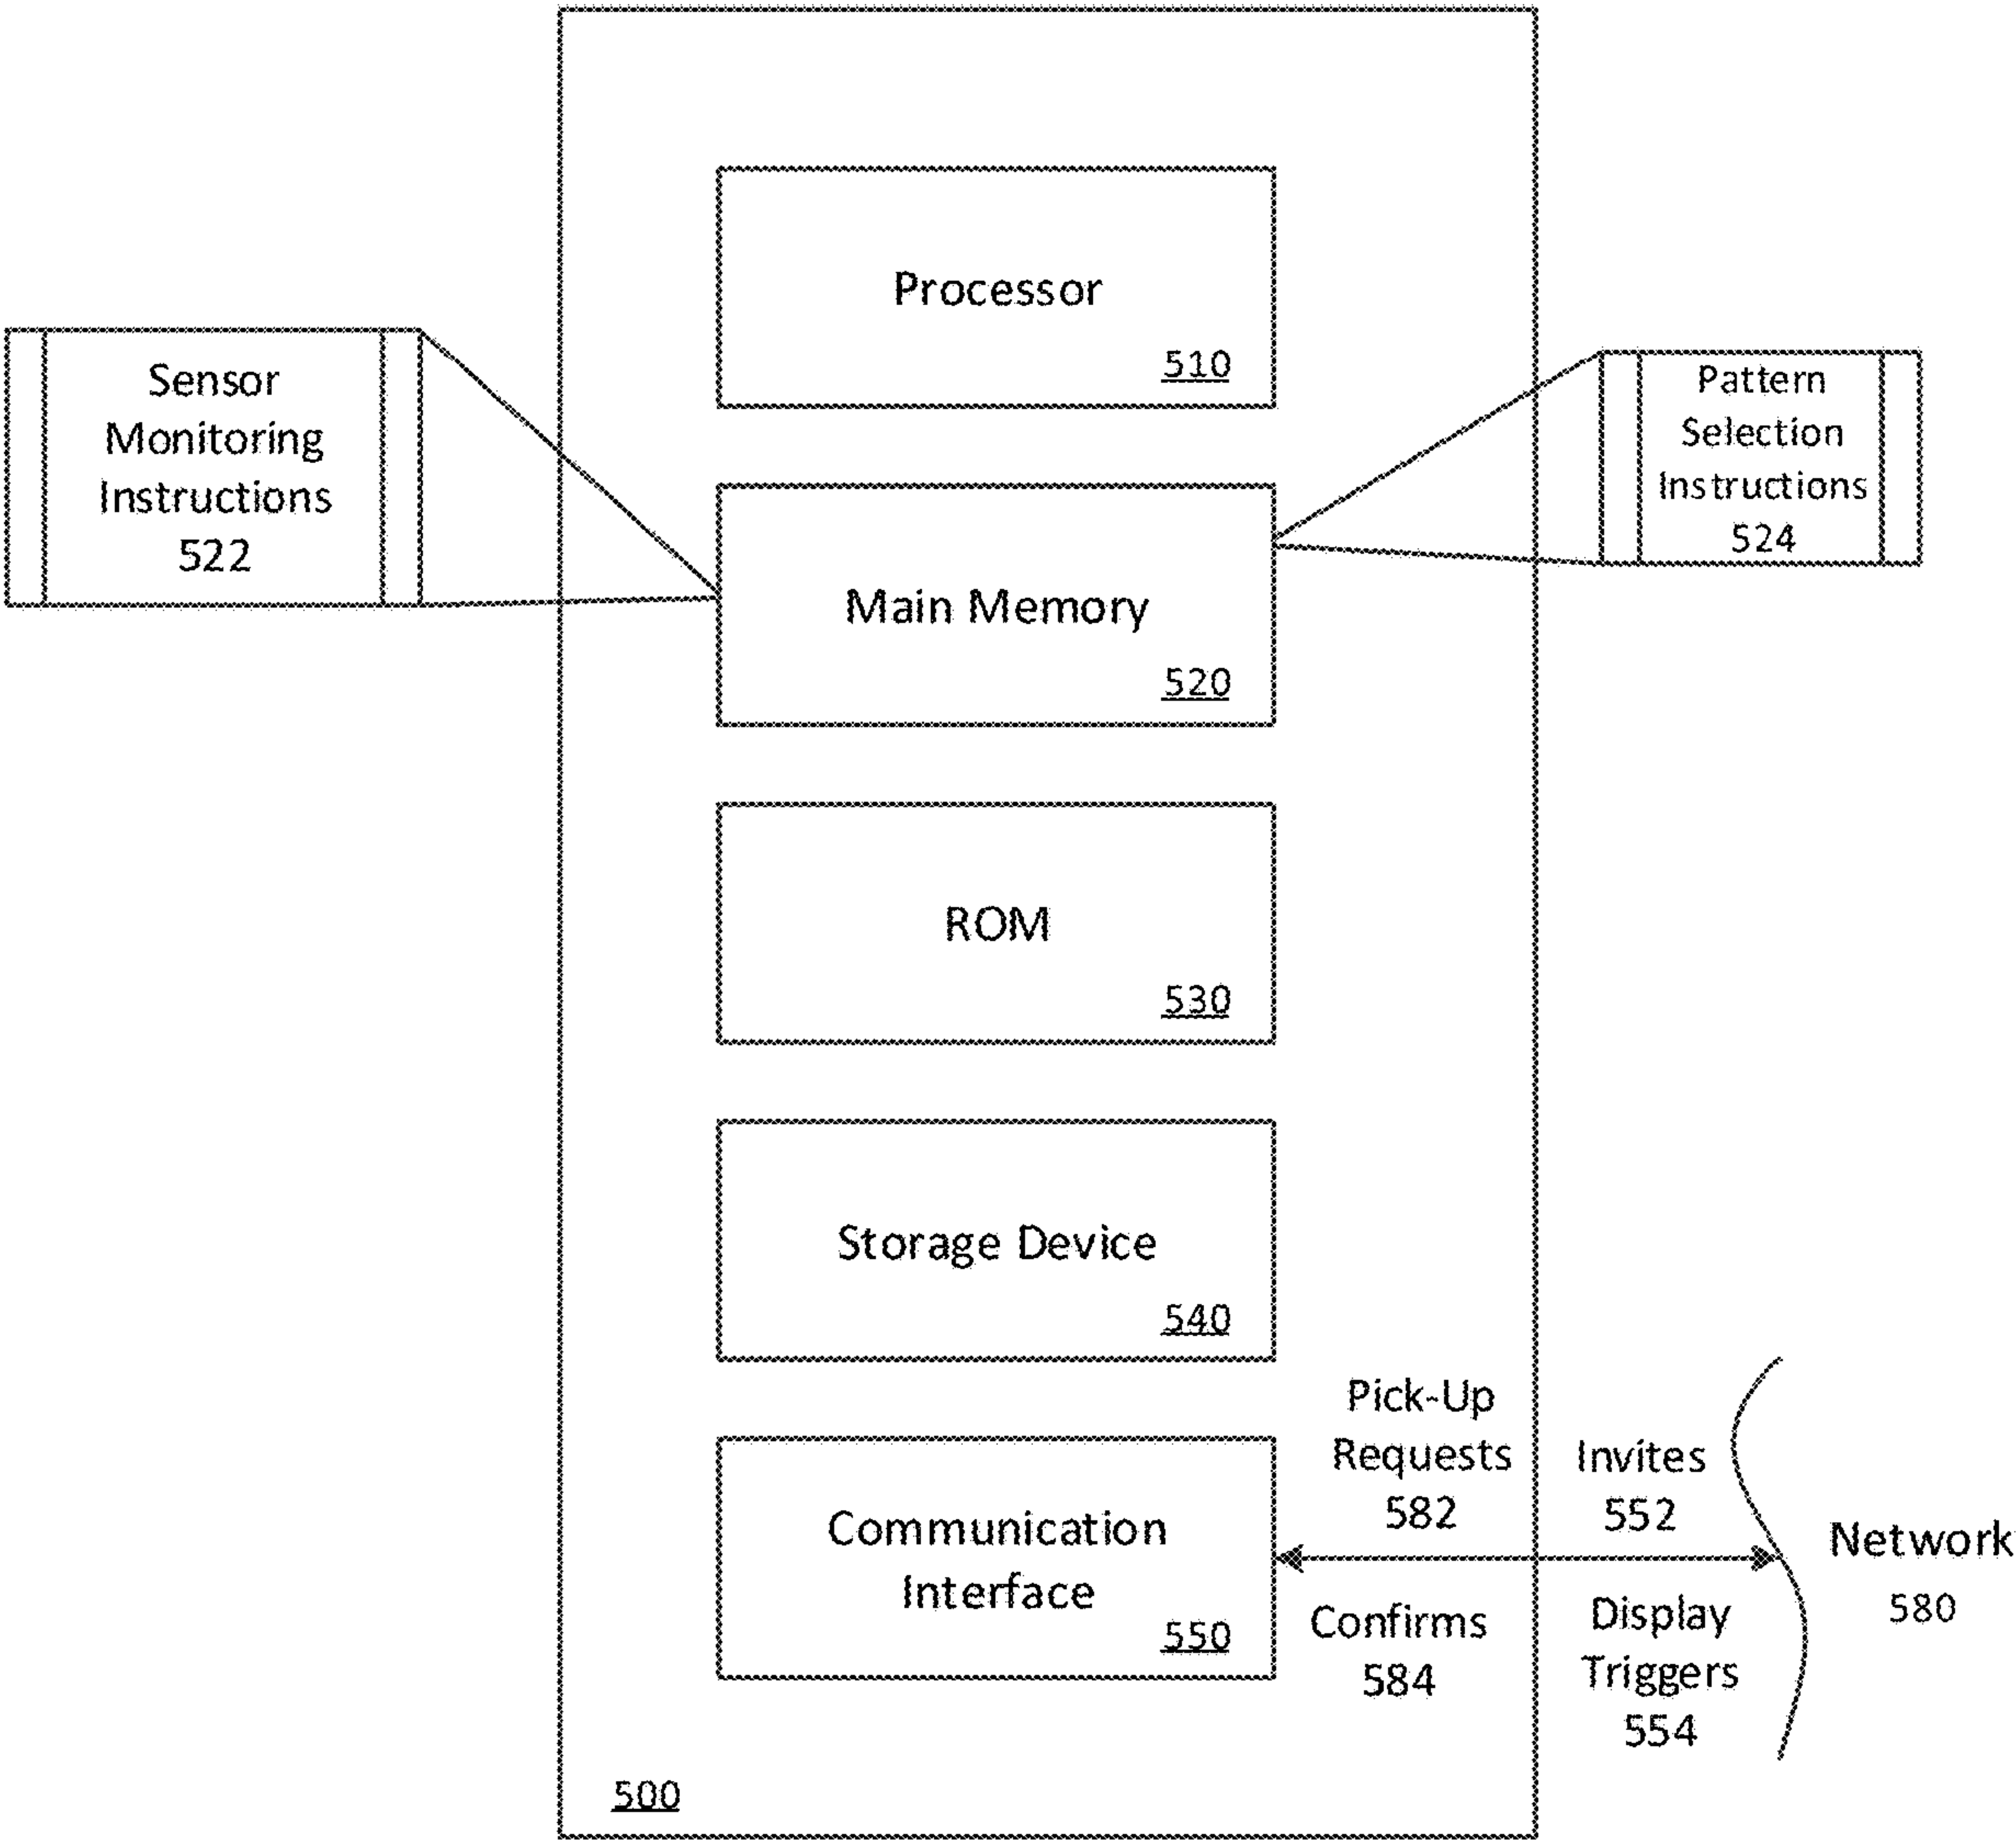 Processor
510
Sensor
Monitoring
Instructions
522
Pattern
Selection
Instructions
524
Main Memory
520
ROM
530
Storage Device
540
Communication
Interface
550
Pick-Up
Requests
582
Invites
552
Confirms
584
Display
Triggers
554
Network
580
500